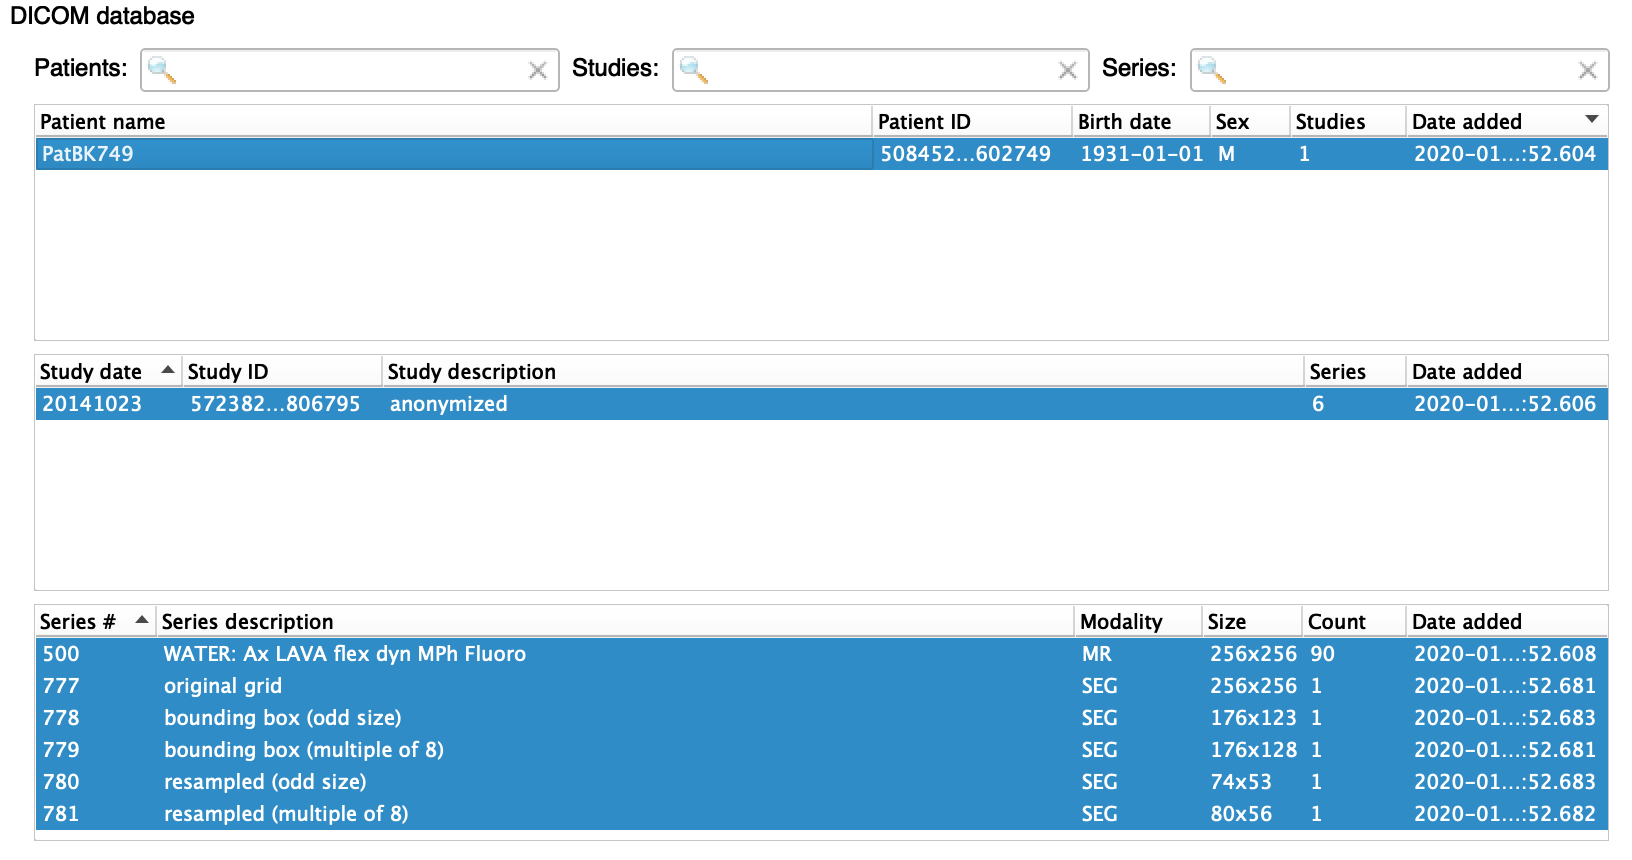 DICOM database
Patients: Studies: Series:
Patient name Patient ID Birth date Sex Studies Date added
PatBK749 508452...602749 1931-01-01 M 1 2020-01...:52.604
Study date Study ID Study description Series Date added
20141023 572382...806795 anonymized 6 2020-01...:52.606
Series # Series description Modality Size Count Date added
500 WATER: Ax LAVA flex dyn MPh Fluoro MR 256x256 90 2020-01...:52.608
777 original grid SEG 256x256 1 2020-01...:52.681
778 bounding box (odd size) SEG 176x123 1 2020-01...:52.683
779 bounding box (multiple of 8) SEG 176x128 1 2020-01...:52.681
780 resampled (odd size) SEG 74x53 1 2020-01...:52.683
781 resampled (multiple of 8) SEG 80x56 1 2020-01...:52.682